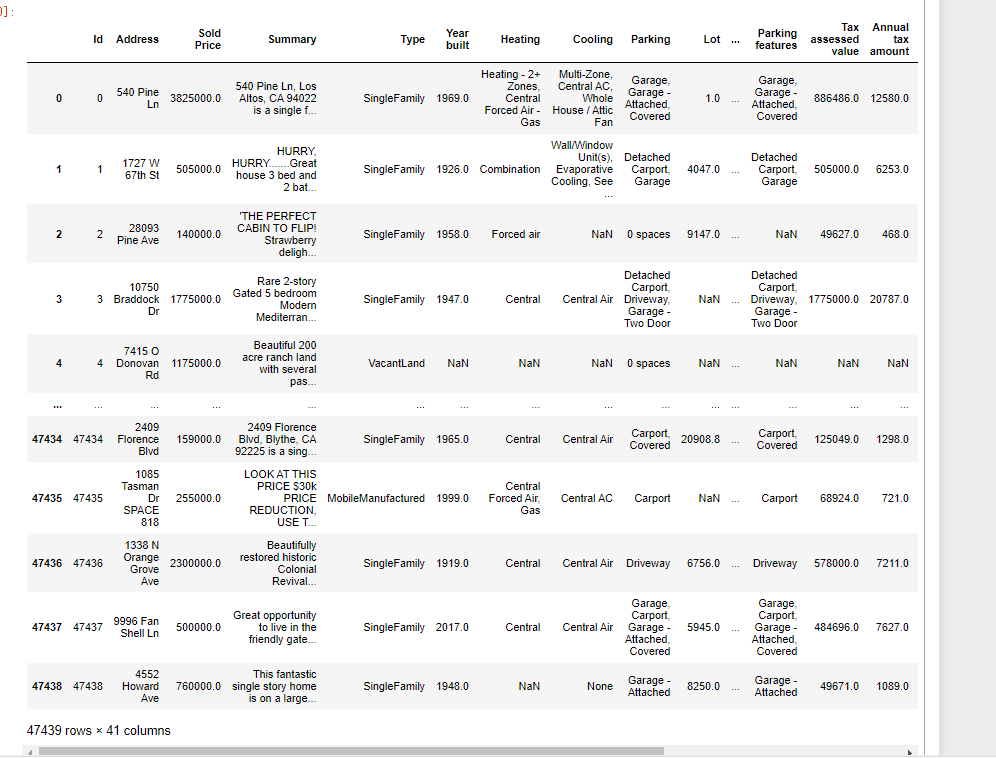 ]:
Id Address Sold Price Summary Type Year built Heating Cooling Parking Lot ... Parking features Tax assessed value Annual tax amount
0 0 540 Pine Ln 3825000.0 540 Pine Ln, Los Altos, CA 94022 is a single f... SingleFamily 1969.0 Heating - 2+ Zones, Central Forced Air - Gas Multi-Zone, Central AC, Whole House / Attic Fan Garage, Garage - Attached, Covered 1.0 ... Garage, Garage - Attached, Covered 886486.0 12580.0
1 1 1727 W 67th St 505000.0 HURRY, HURRY.......Great house 3 bed and 2 bat... SingleFamily 1926.0 Combination Wall/Window Unit(s), Evaporative Cooling, See ... Detached Carport, Garage 4047.0 ... Detached Carport, Garage 505000.0 6253.0
2 2 28093 Pine Ave 140000.0 'THE PERFECT CABIN TO FLIP! Strawberry deligh... SingleFamily 1958.0 Forced air NaN 0 spaces 9147.0 ... NaN 49627.0 468.0
3 3 10750 Braddock Dr 1775000.0 Rare 2-story Gated 5 bedroom Modern Mediterran... SingleFamily 1947.0 Central Central Air Detached Carport, Driveway, Garage - Two Door NaN ... Detached Carport, Driveway, Garage - Two Door 1775000.0 20787.0
4 4 7415 O Donovan Rd 1175000.0 Beautiful 200 acre ranch land with several pas... VacantLand NaN NaN NaN 0 spaces NaN ... NaN NaN NaN
... ... ... ... ... ... ... ... ... ... ... ... ... ... ...
47434 47434 2409 Florence Blvd 159000.0 2409 Florence Blvd, Blythe, CA 92225 is a sing... SingleFamily 1965.0 Central Central Air Carport, Covered 20908.8 ... Carport, Covered 125049.0 1298.0
47435 47435 1085 Tasman Dr SPACE 818 255000.0 LOOK AT THIS PRICE $30k PRICE REDUCTION, USE T... MobileManufactured 1999.0 Central Forced Air, Gas Central AC Carport NaN ... Carport 68924.0 721.0
47436 47436 1338 N Orange Grove Ave 2300000.0 Beautifully restored historic Colonial Revival... SingleFamily 1919.0 Central Central Air Driveway 6756.0 ... Driveway 578000.0 7211.0
47437 47437 9996 Fan Shell Ln 500000.0 Great opportunity to live in the friendly gate... SingleFamily 2017.0 Central Central Air Garage, Carport, Garage - Attached, Covered 5945.0 ... Garage, Carport, Garage - Attached, Covered 484696.0 7627.0
47438 47438 4552 Howard Ave 760000.0 This fantastic single story home is on a large... SingleFamily 1948.0 NaN None Garage - Attached 8250.0 ... Garage - Attached 49671.0 1089.0
47439 rows × 41 columns